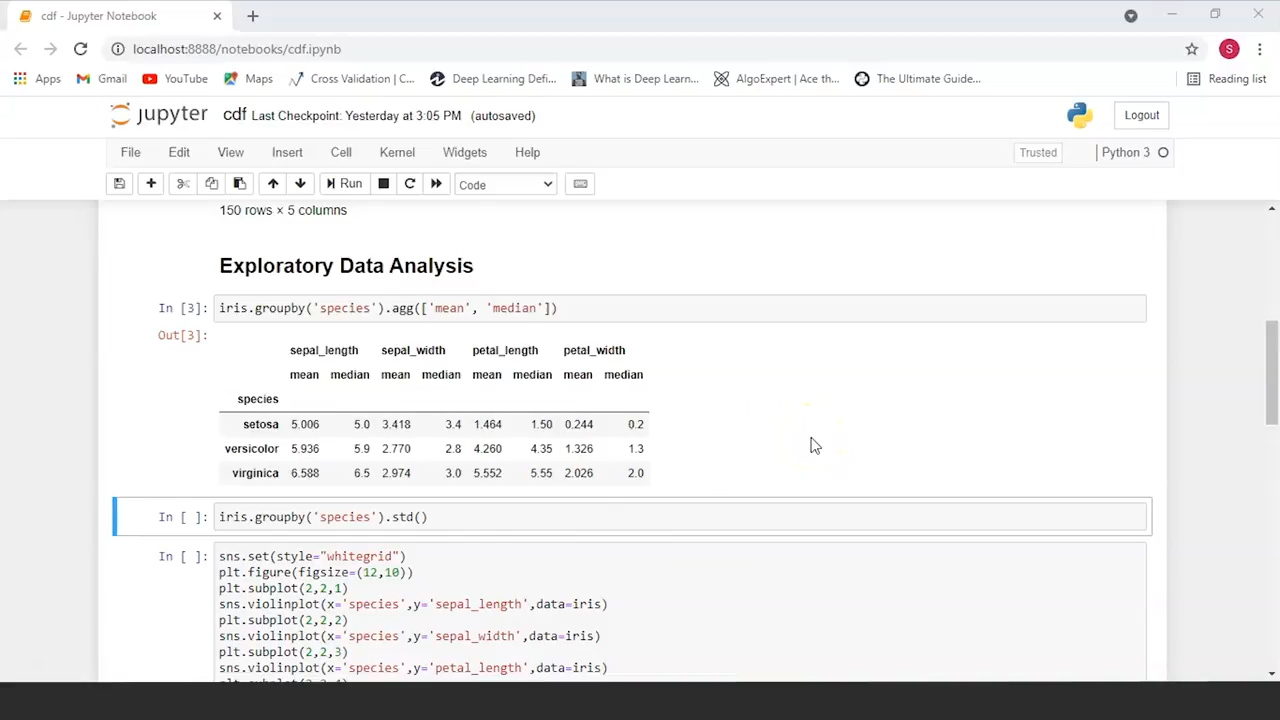 cdf - Jupyter Notebook
localhost:8888/notebooks/cdf.ipynb
S
Apps Gmail YouTube Maps Cross Validation | C... Deep Learning Defi... What is Deep Learn... AlgoExpert | Ace th... The Ultimate Guide... Reading list
jupyter cdf Last Checkpoint: Yesterday at 3:05 PM (autosaved) Logout
File Edit View Insert Cell Kernel Widgets Help Trusted Python 3
Run Code
150 rows × 5 columns
Exploratory Data Analysis
In [3]: iris.groupby('species').agg(['mean', 'median'])
Out[3]:
sepal_length sepal_width petal_length petal_width
mean median mean median mean median mean median
species
setosa 5.006 5.0 3.418 3.4 1.464 1.50 0.244 0.2
versicolor 5.936 5.9 2.770 2.8 4.260 4.35 1.326 1.3
virginica 6.588 6.5 2.974 3.0 5.552 5.55 2.026 2.0
In [ ]: iris.groupby('species').std()
In [ ]: sns.set(style="whitegrid")
plt.figure(figsize=(12,10))
plt.subplot(2,2,1)
sns.violinplot(x='species',y='sepal_length',data=iris)
plt.subplot(2,2,2)
sns.violinplot(x='species',y='sepal_width',data=iris)
plt.subplot(2,2,3)
sns.violinplot(x='species',y='petal_length',data=iris)